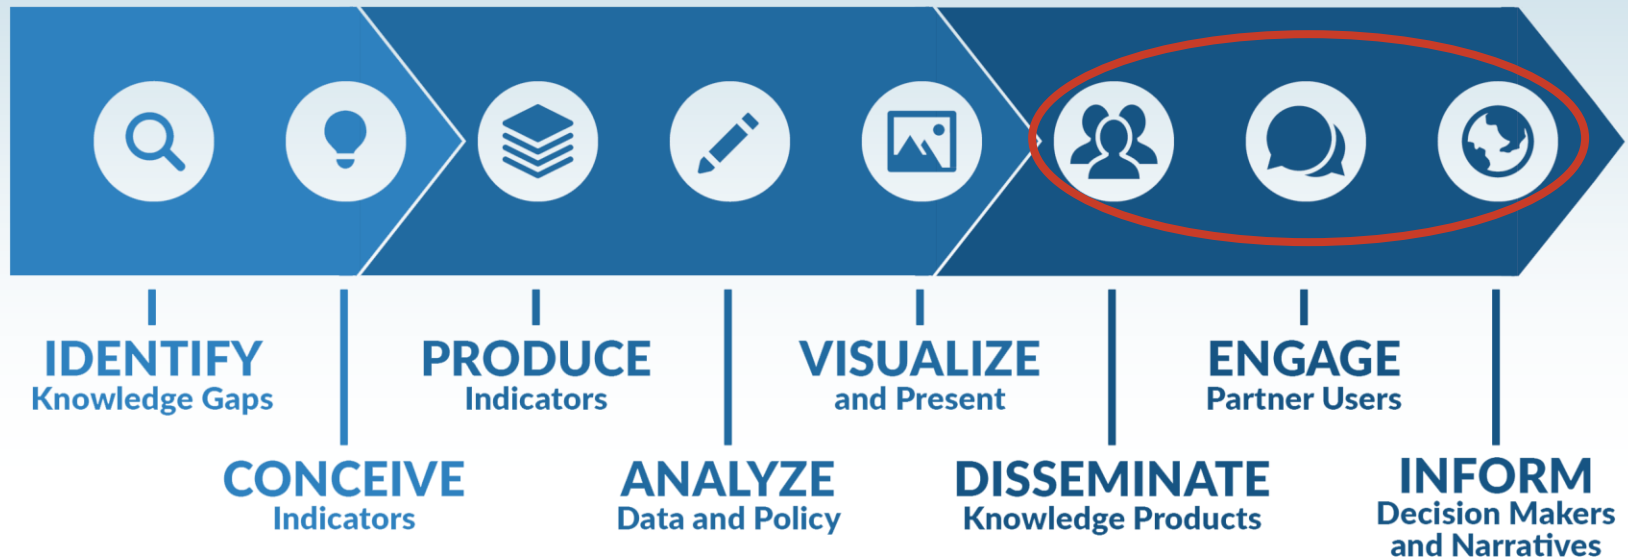 IDENTIFY
Knowledge Gaps
CONCEIVE
Indicators
PRODUCE
Indicators
ANALYZE
Data and Policy
VISUALIZE
and Present
DISSEMINATE
Knowledge Products
ENGAGE
Partner Users
INFORM
Decision Makers
and Narratives